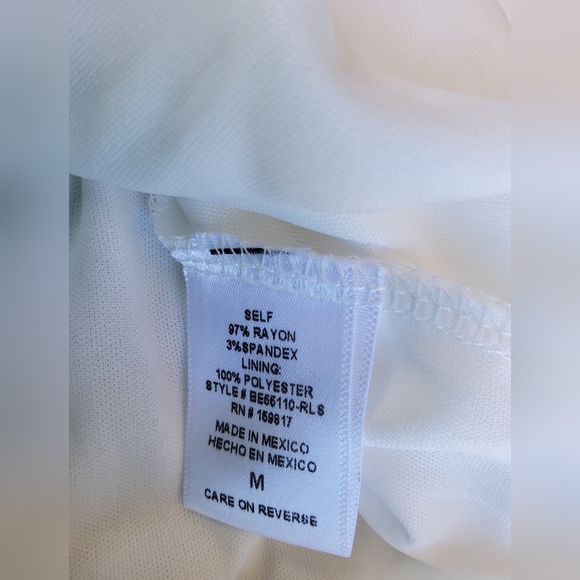 SELF
97% RAYON
3%SPANDEX
LINING:
100% POLYESTER
STYLE # BE55110-RLS
RN # 159817
MADE IN MEXICO
HECHO EN MEXICO
M
CARE ON REVERSE